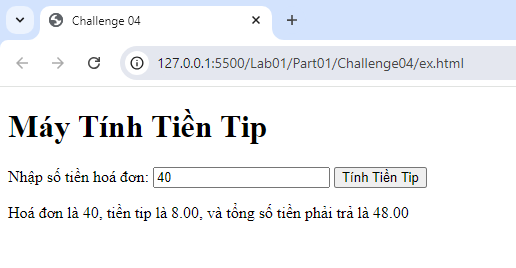 Challenge 04
127.0.0.1:5500/Lab01/Part01/Challenge04/ex.html
Máy Tính Tiền Tip
Nhập số tiền hoá đơn: 40 Tính Tiền Tip
Hoá đơn là 40, tiền tip là 8.00, và tổng số tiền phải trả là 48.00